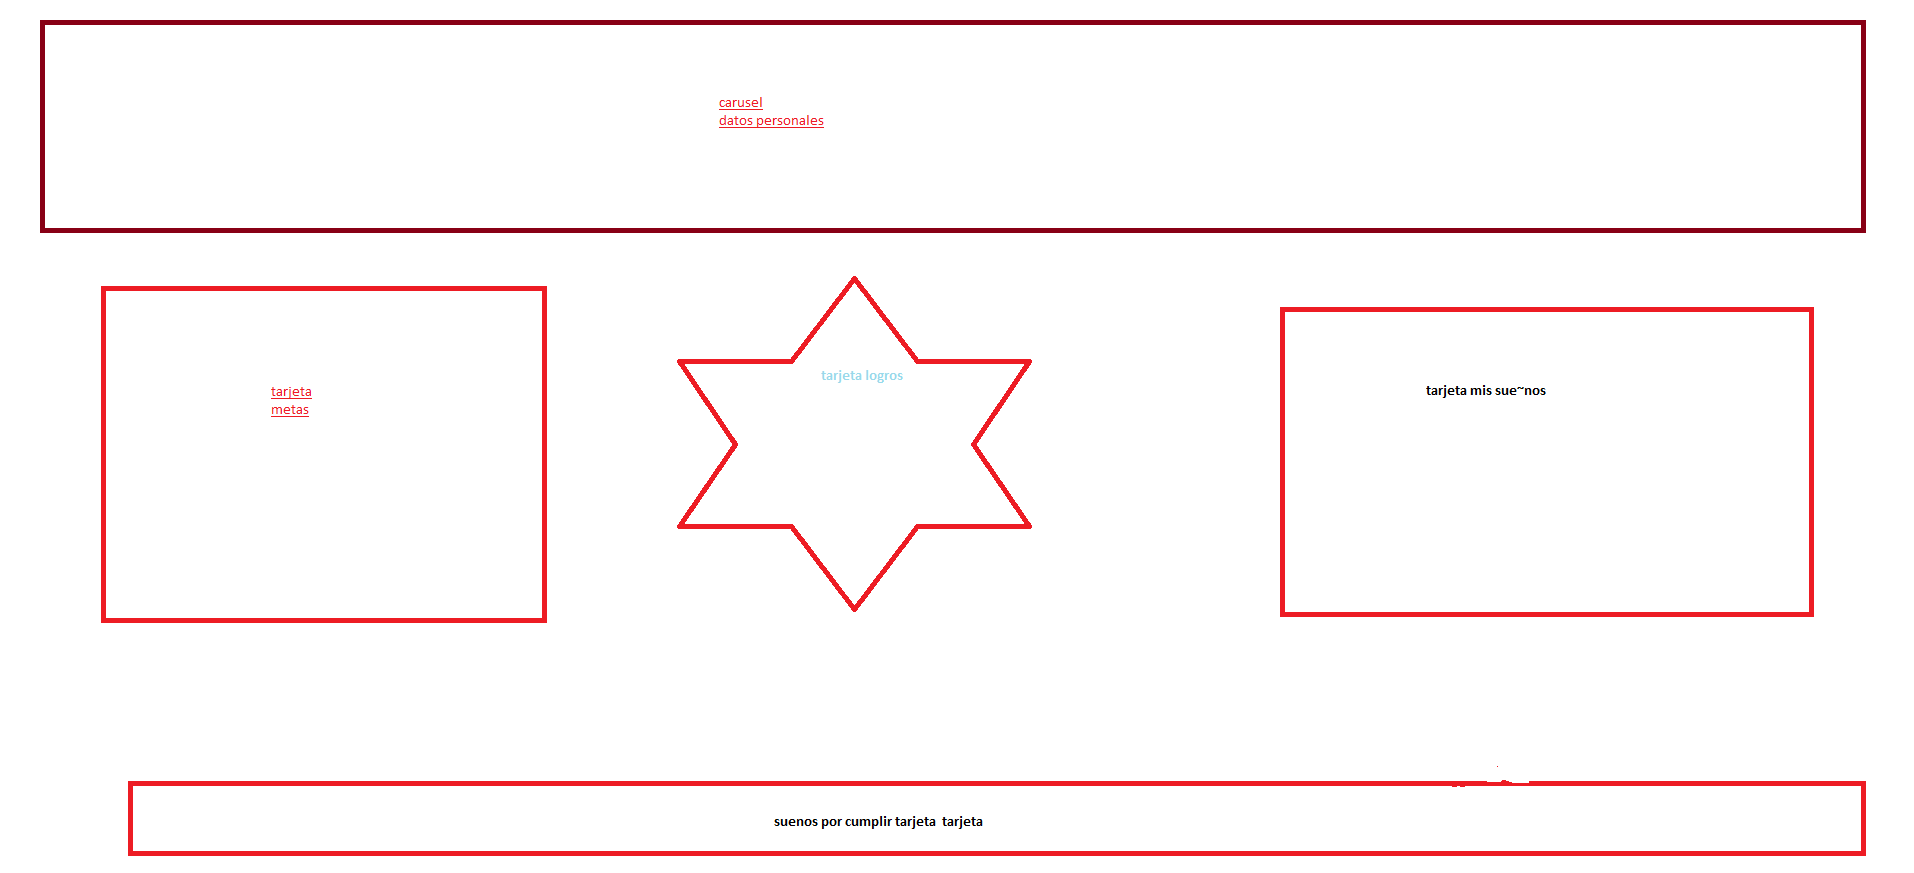 carusel
datos personales
tarjeta
metas
tarjeta logros
tarjeta mis sue~nos
suenos por cumplir tarjeta  tarjeta